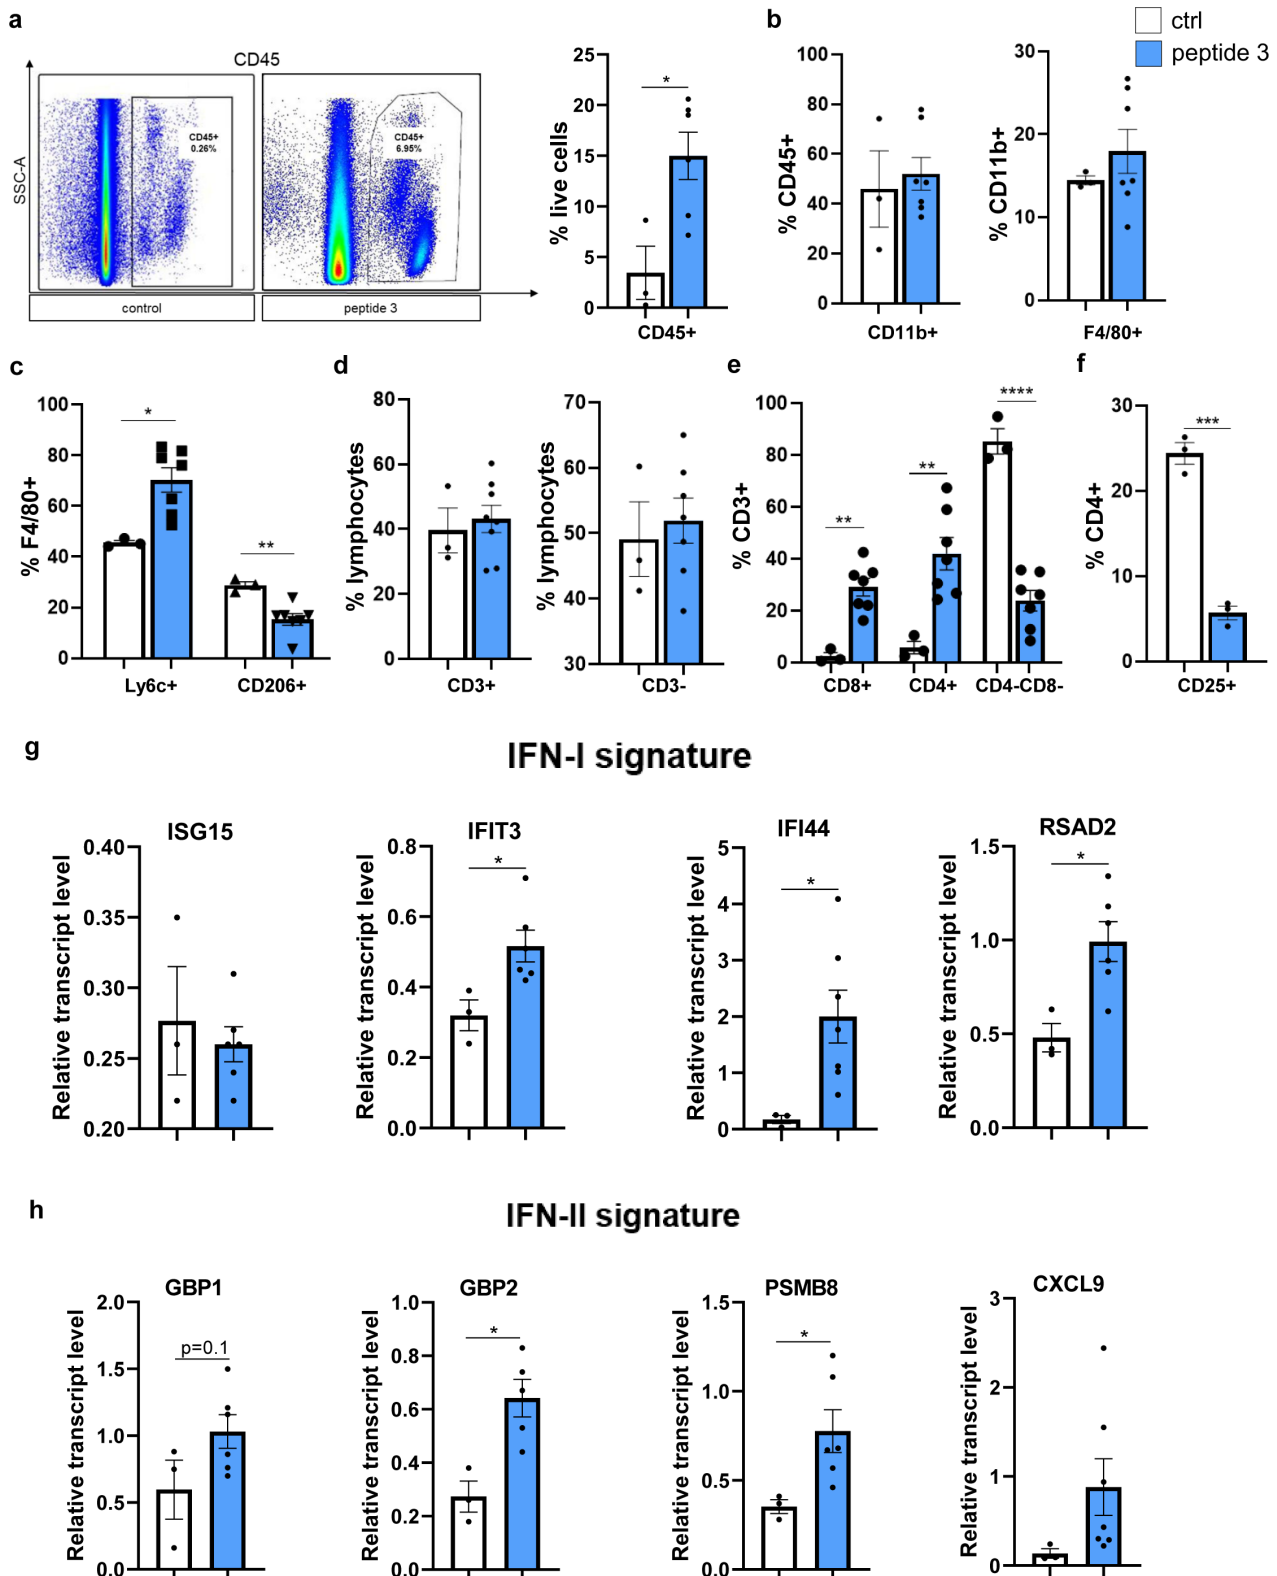 a
b
ctrl
peptide 3
CD45
SSC-A
CD45+
0.26%
CD45+
6.95%
control
peptide 3
% live cells
25
20
15
10
5
0
*
CD45+
% CD45+
100
80
60
40
20
0
CD11b+
% CD11b+
30
20
10
0
F4/80+
c
d
e
f
% F4/80+
100
80
60
40
20
0
*
**
Ly6c+
CD206+
% lymphocytes
80
60
40
20
0
CD3+
% lymphocytes
70
60
50
40
30
CD3-
% CD3+
100
80
60
40
20
0
**
**
****
CD8+
CD4+
CD4-CD8-
% CD4+
30
20
10
0
***
CD25+
g
IFN-I signature
ISG15
Relative transcript level
0.40
0.35
0.30
0.25
0.20
IFIT3
Relative transcript level
0.8
0.6
0.4
0.2
0.0
*
IFI44
Relative transcript level
5
4
3
2
1
0
*
RSAD2
Relative transcript level
1.5
1.0
0.5
0.0
*
h
IFN-II signature
GBP1
Relative transcript level
2.0
1.5
1.0
0.5
0.0
p=0.1
GBP2
Relative transcript level
1.0
0.8
0.6
0.4
0.2
0.0
*
PSMB8
Relative transcript level
1.5
1.0
0.5
0.0
*
CXCL9
Relative transcript level
3
2
1
0